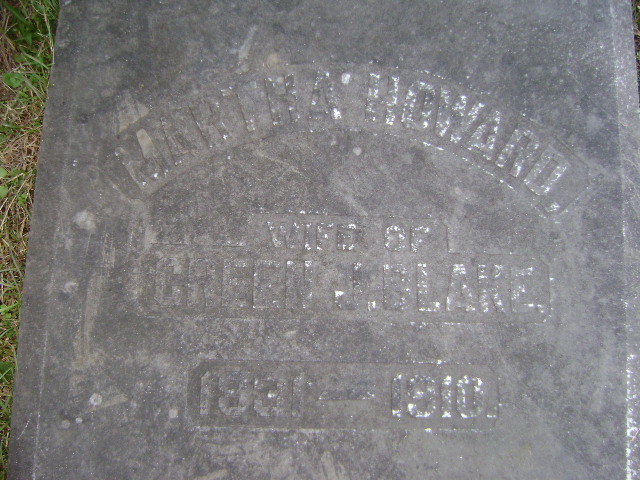 MARTHA HOWARD,
WIFE OF
GREEN J. BLAKE.
1831 — 1910.